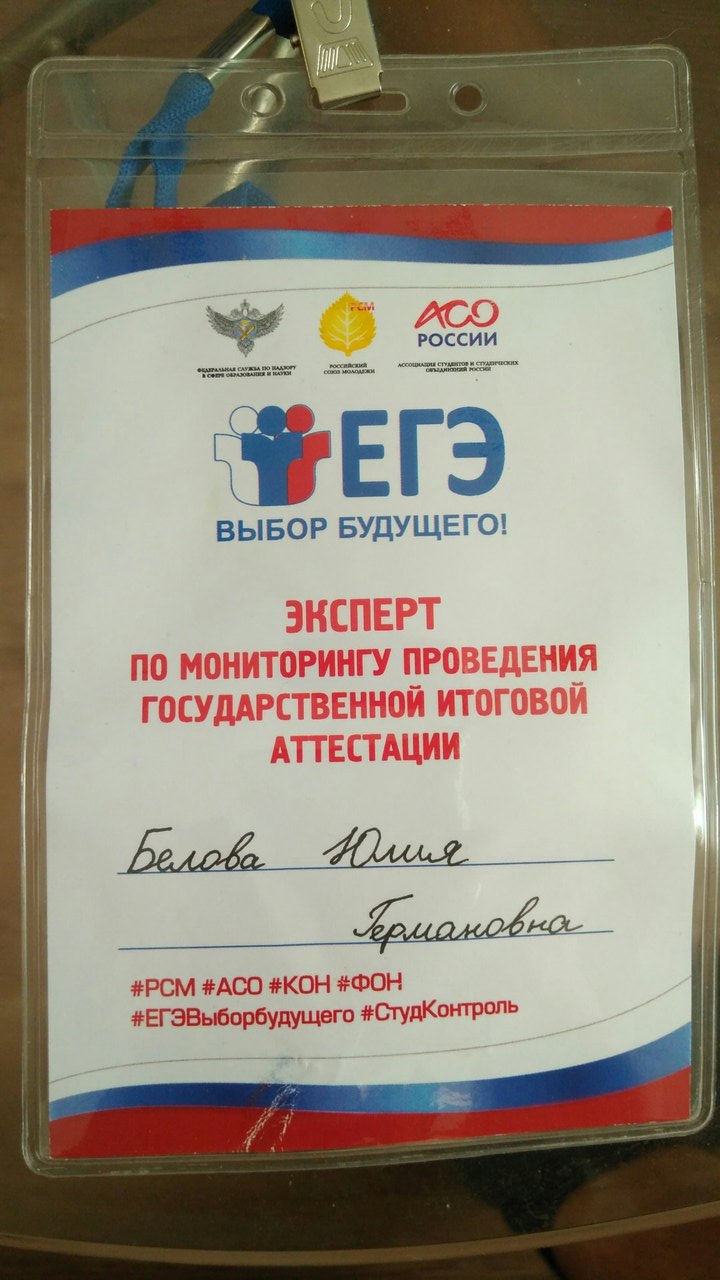 ФЕДЕРАЛЬНАЯ СЛУЖБА ПО НАДЗОРУ
В СФЕРЕ ОБРАЗОВАНИЯ И НАУКИ
РСМ
РОССИЙСКИЙ
СОЮЗ МОЛОДЕЖИ
АСО
РОССИИ
АССОЦИАЦИЯ СТУДЕНТОВ И СТУДЕНЧЕСКИХ
ОБЪЕДИНЕНИЙ РОССИИ
ЕГЭ
ВЫБОР БУДУЩЕГО!
ЭКСПЕРТ
ПО МОНИТОРИНГУ ПРОВЕДЕНИЯ
ГОСУДАРСТВЕННОЙ ИТОГОВОЙ
АТТЕСТАЦИИ
Белова Юлия
Германовна
#РСМ #АСО #КОН #ФОН
#ЕГЭВыборбудущего #СтудКонтроль